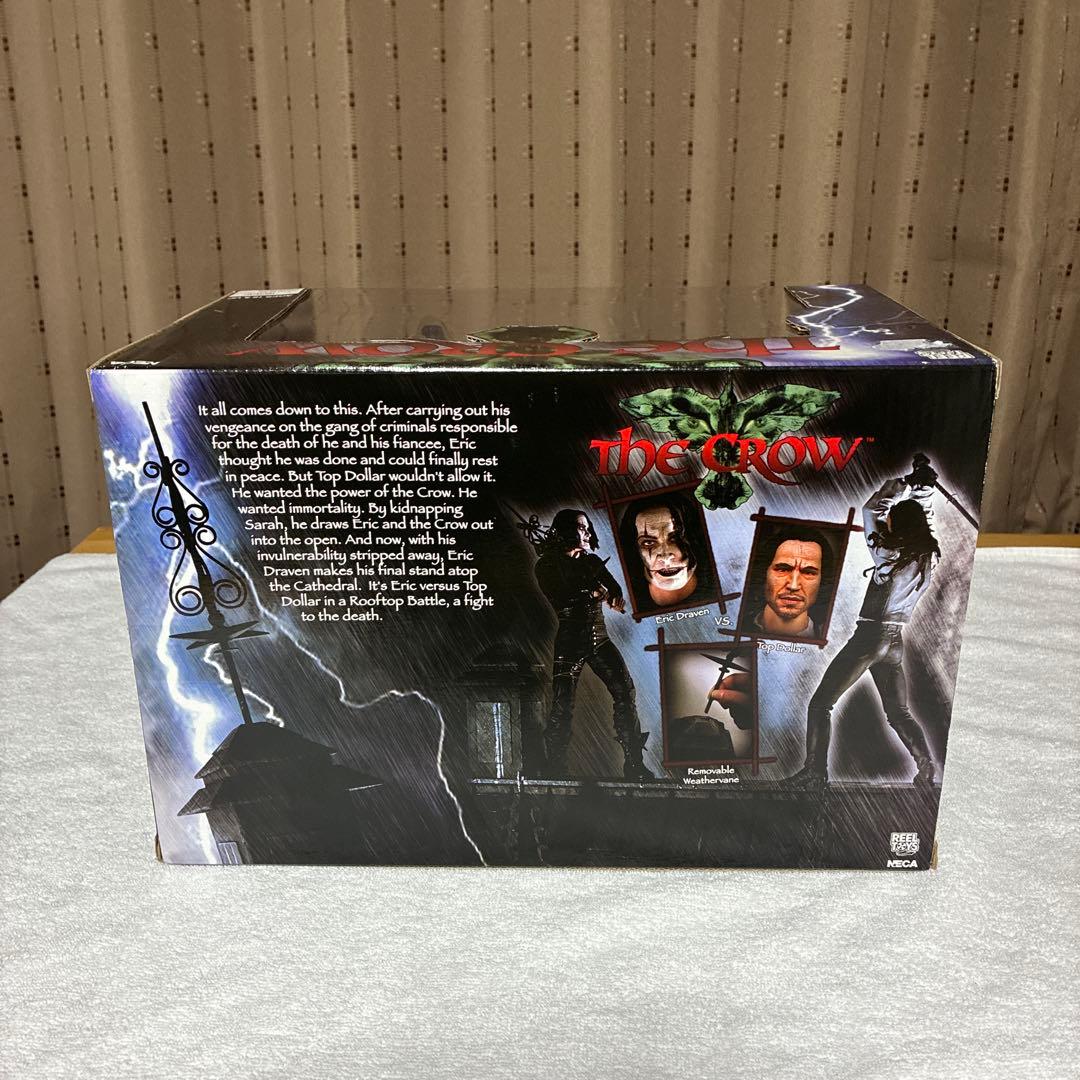 The Crow
It all comes down to this. After carrying out his
vengeance on the gang of criminals responsible
for the death of he and his fiancee, Eric
thought he was done and could finally rest
in peace. But Top Dollar wouldn't allow it.
He wanted the power of the Crow. He
wanted immortality. By kidnapping
Sarah, he draws Eric and the Crow out
into the open. And now, with his
invulnerability stripped away, Eric
Draven makes his final stand atop
the Cathedral. It's Eric versus Top
Dollar in a Rooftop Battle, a fight
to the death.
The Crow™
Eric Draven
VS.
Top Dollar
Removable
Weathervane
REEL
TOYS
NECA